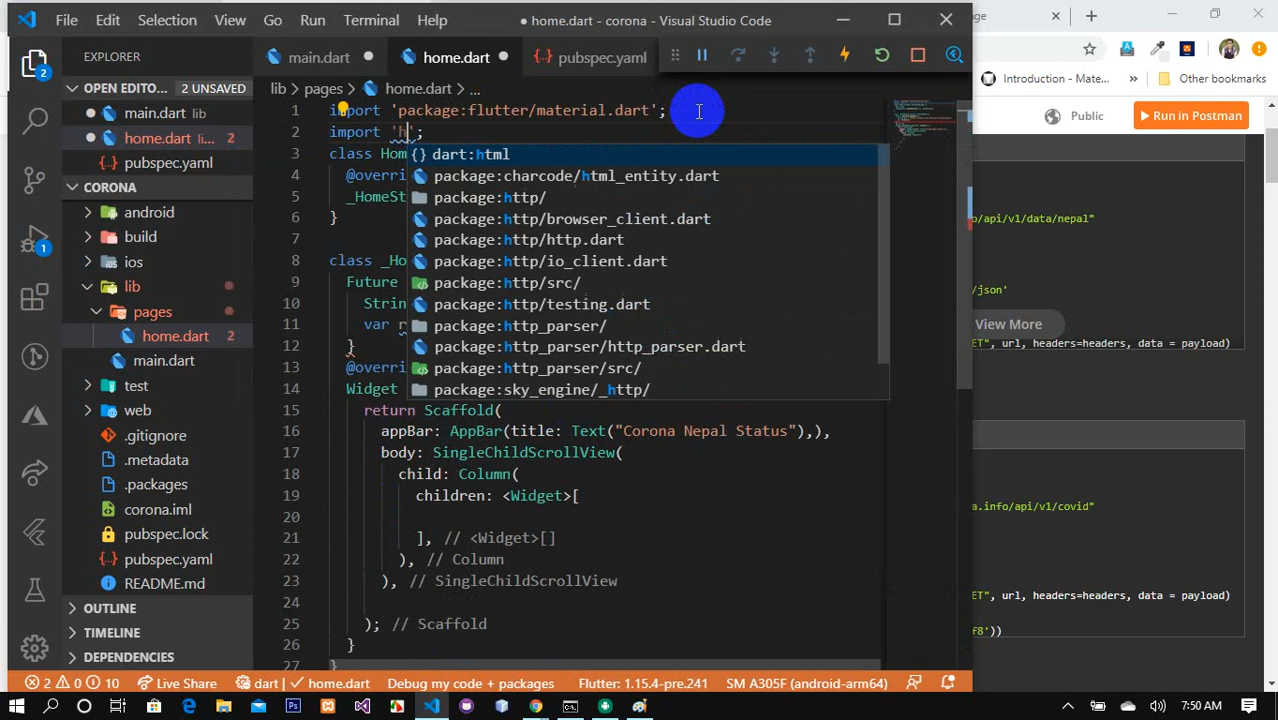 File Edit Selection View Go Run Terminal Help ● home.dart - corona - Visual Studio Code
EXPLORER
OPEN EDITO... 2 UNSAVED
main.dart
home.dart li... 2
pubspec.yaml
CORONA
android
build
ios
lib
pages
home.dart 2
main.dart
test
web
.gitignore
.metadata
.packages
corona.iml
pubspec.lock
pubspec.yaml
README.md
OUTLINE
TIMELINE
DEPENDENCIES
2
1
main.dart ● home.dart ● pubspec.yaml
lib > pages > home.dart > ...
1 import 'package:flutter/material.dart';
2 import 'h';
3 class Hom
4 @overri
5 _HomeSt
6 }
7
8 class _Ho
9 Future
10 String
11 var r
12 }
13 @overri
14 Widget
15 return Scaffold(
16 appBar: AppBar(title: Text("Corona Nepal Status"),),
17 body: SingleChildScrollView(
18 child: Column(
19 children: <Widget>[
20
21 ], // <Widget>[]
22 ), // Column
23 ), // SingleChildScrollView
24
25 ); // Scaffold
26 }
27 }
{} dart:html
package:charcode/html_entity.dart
package:http/
package:http/browser_client.dart
package:http/http.dart
package:http/io_client.dart
package:http/src/
package:http/testing.dart
package:http_parser/
package:http_parser/http_parser.dart
package:http_parser/src/
package:sky_engine/_http/
Introduction - Mat...
Other bookmarks
Public
Run in Postman
o/api/v1/data/nepal"
/json'
View More
ET", url, headers=headers, data = payload)
a.info/api/v1/covid"
ET", url, headers=headers, data = payload)
f8'))
2 0 10 Live Share dart | ✓ home.dart Debug my code + packages Flutter: 1.15.4-pre.241 SM A305F (android-arm64)
Ps
7:50 AM